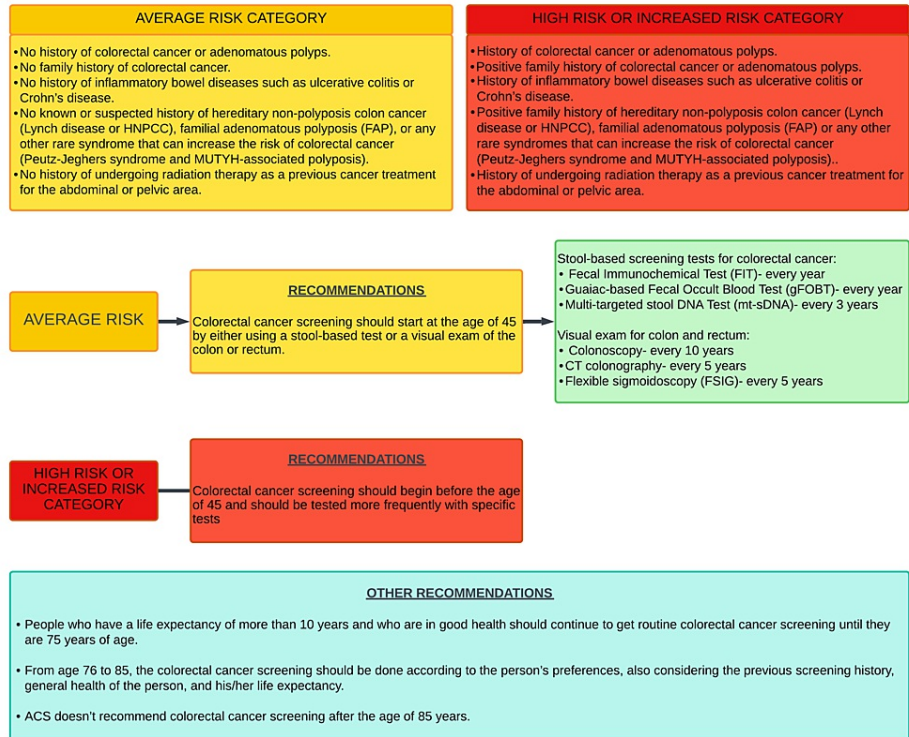 AVERAGE RISK CATEGORY
•No history of colorectal cancer or adenomatous polyps.
•No family history of colorectal cancer.
•No history of inflammatory bowel diseases such as ulcerative colitis or
Crohn's disease.
•No known or suspected history of hereditary non-polyposis colon cancer
(Lynch disease or HNPCC), familial adenomatous polyposis (FAP), or any
other rare syndrome that can increase the risk of colorectal cancer
(Peutz-Jeghers syndrome and MUTYH-associated polyposis).
•No history of undergoing radiation therapy as a previous cancer treatment
for the abdominal or pelvic area.
HIGH RISK OR INCREASED RISK CATEGORY
•History of colorectal cancer or adenomatous polyps.
•Positive family history of colorectal cancer or adenomatous polyps.
•History of inflammatory bowel diseases such as ulcerative colitis or
Crohn's disease.
•Positive family history of hereditary non-polyposis colon cancer (Lynch
disease or HNPCC), familial adenomatous polyposis (FAP) or any other
rare syndromes that can increase the risk of colorectal cancer
(Peutz-Jeghers syndrome and MUTYH-associated polyposis)..
•History of undergoing radiation therapy as a previous cancer treatment for
the abdominal or pelvic area.
AVERAGE RISK
RECOMMENDATIONS
Colorectal cancer screening should start at the age of 45
by either using a stool-based test or a visual exam of the
colon or rectum.
Stool-based screening tests for colorectal cancer:
• Fecal Immunochemical Test (FIT)- every year
•Guaiac-based Fecal Occult Blood Test (gFOBT)- every year
•Multi-targeted stool DNA Test (mt-sDNA)- every 3 years
Visual exam for colon and rectum:
• Colonoscopy- every 10 years
•CT colonography- every 5 years
•Flexible sigmoidoscopy (FSIG)- every 5 years
HIGH RISK OR
INCREASED RISK
CATEGORY
RECOMMENDATIONS
Colorectal cancer screening should begin before the age
of 45 and should be tested more frequently with specific
tests
OTHER RECOMMENDATIONS
• People who have a life expectancy of more than 10 years and who are in good health should continue to get routine colorectal cancer screening until they
are 75 years of age.
• From age 76 to 85, the colorectal cancer screening should be done according to the person's preferences, also considering the previous screening history,
general health of the person, and his/her life expectancy.
• ACS doesn't recommend colorectal cancer screening after the age of 85 years.